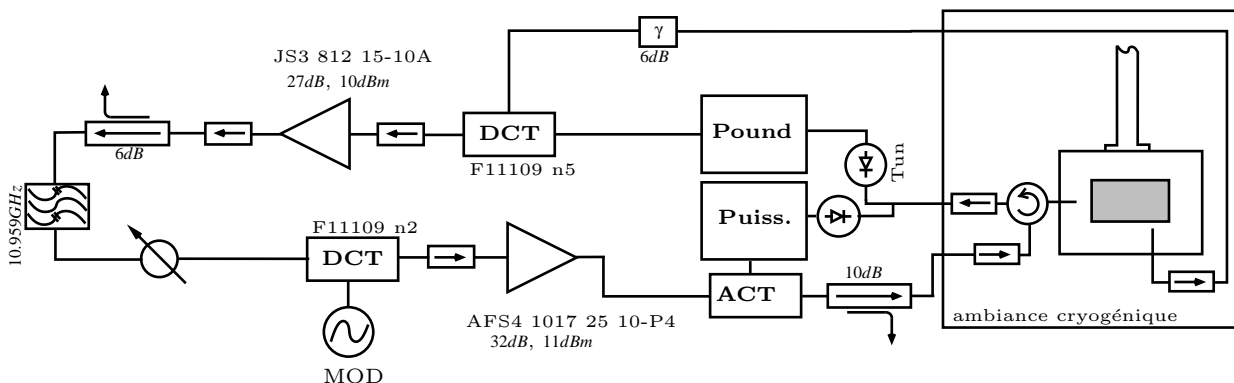 γ
6dB
JS3 812 15-10A
27dB, 10dBm
DCT
F11109 n5
Pound
Tun
6dB
10.959GHz
Puiss.
F11109 n2
DCT
ACT
10dB
AFS4 1017 25 10-P4
32dB, 11dBm
MOD
ambiance cryogénique